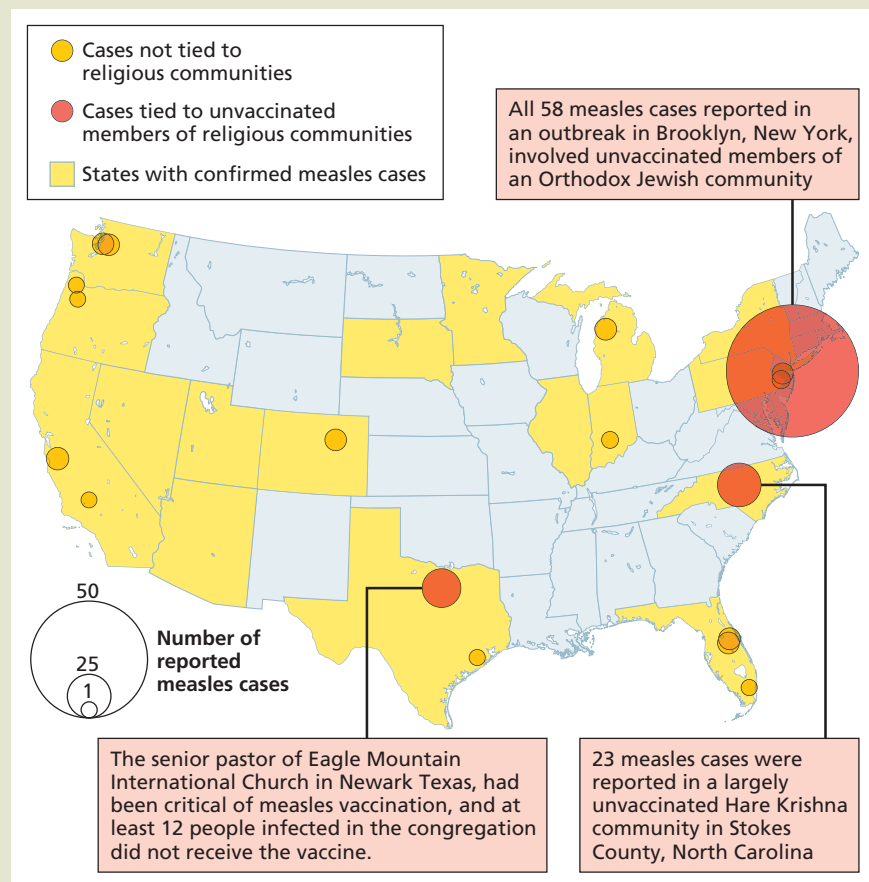 Cases not tied to
religious communities
Cases tied to unvaccinated
members of religious communities
States with confirmed measles cases
All 58 measles cases reported in
an outbreak in Brooklyn, New York,
involved unvaccinated members of
an Orthodox Jewish community
50
25
1
Number of
reported
measles cases
The senior pastor of Eagle Mountain
International Church in Newark Texas, had
been critical of measles vaccination, and at
least 12 people infected in the congregation
did not receive the vaccine.
23 measles cases were
reported in a largely
unvaccinated Hare Krishna
community in Stokes
County, North Carolina